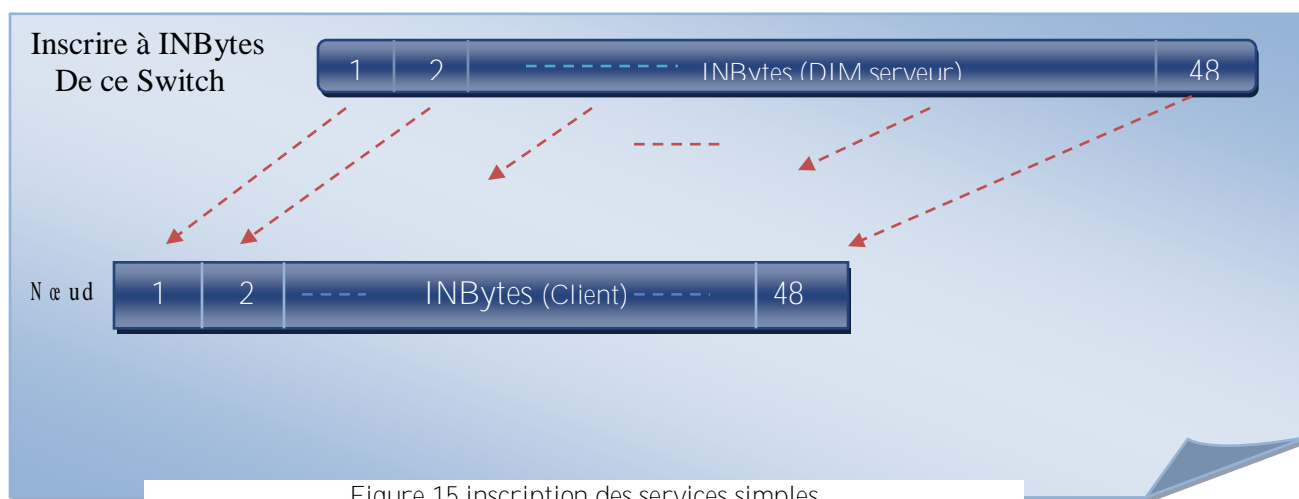 Inscrire à INBytes
De ce Switch
1 2 INBytes (DIM serveur) 48
Nœud 1 2 INBytes (Client) 48
Figure 15 inscription des services simples